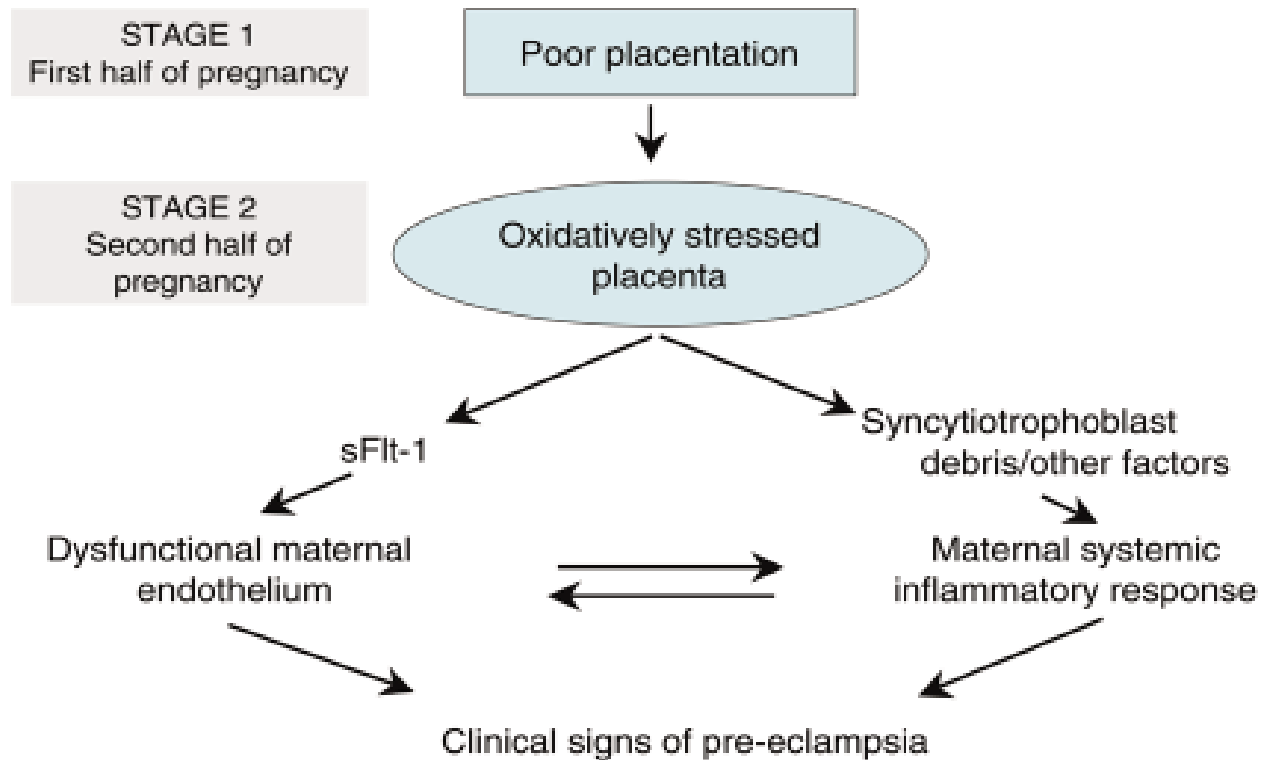 STAGE 1
First half of pregnancy
Poor placentation
STAGE 2
Second half of
pregnancy
Oxidatively stressed
placenta
sFlt-1
Syncytiotrophoblast
debris/other factors
Dysfunctional maternal
endothelium
Maternal systemic
inflammatory response
Clinical signs of pre-eclampsia